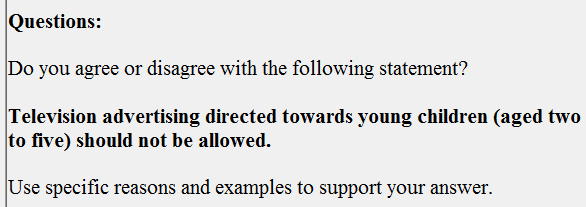 Questions:
Do you agree or disagree with the following statement?
Television advertising directed towards young children (aged two
to five) should not be allowed.
Use specific reasons and examples to support your answer.